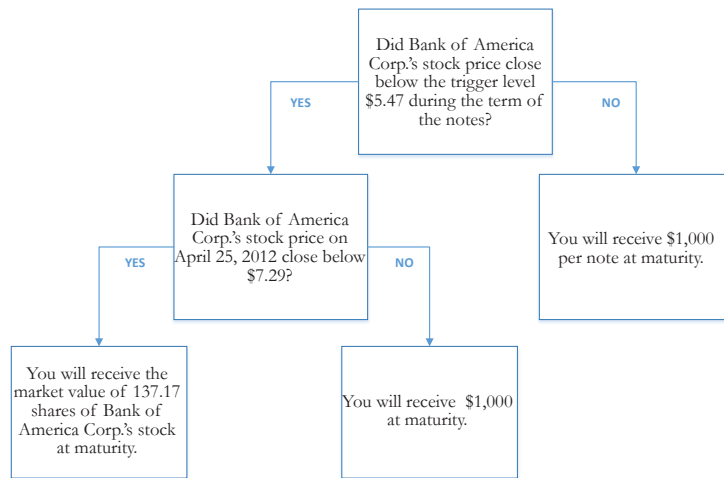 Did Bank of America
Corp.'s stock price close
below the trigger level
$5.47 during the term of
the notes?
YES
NO
Did Bank of America
Corp.'s stock price on
April 25, 2012 close below
$7.29?
You will receive $1,000
per note at maturity.
YES
NO
You will receive the
market value of 137.17
shares of Bank of
America Corp.'s stock
at maturity.
You will receive $1,000
at maturity.